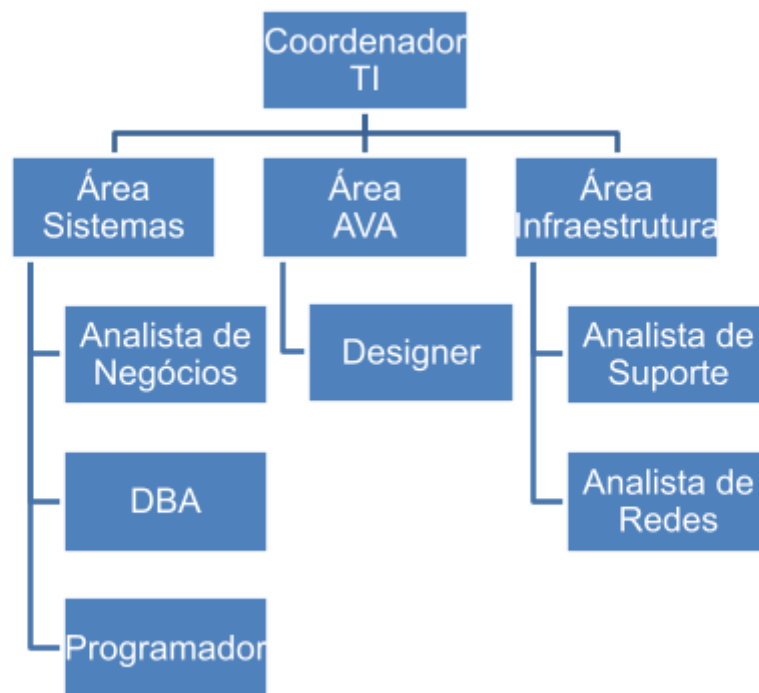 Coordenador
TI
Área
Sistemas
Área
AVA
Área
Infraestrutura
Analista de
Negócios
Designer
Analista de
Suporte
DBA
Analista de
Redes
Programador